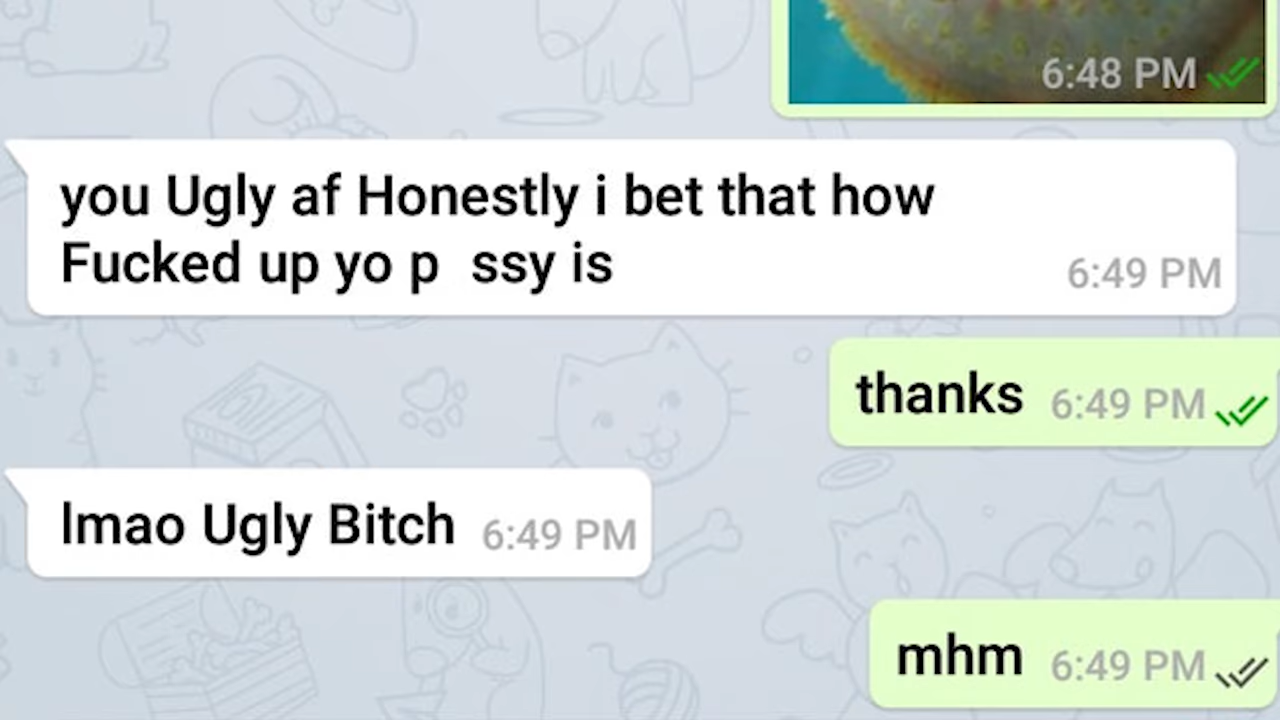 6:48 PM
you Ugly af Honestly i bet that how
Fucked up yo p ssy is
6:49 PM
thanks 6:49 PM
lmao Ugly Bitch 6:49 PM
mhm 6:49 PM